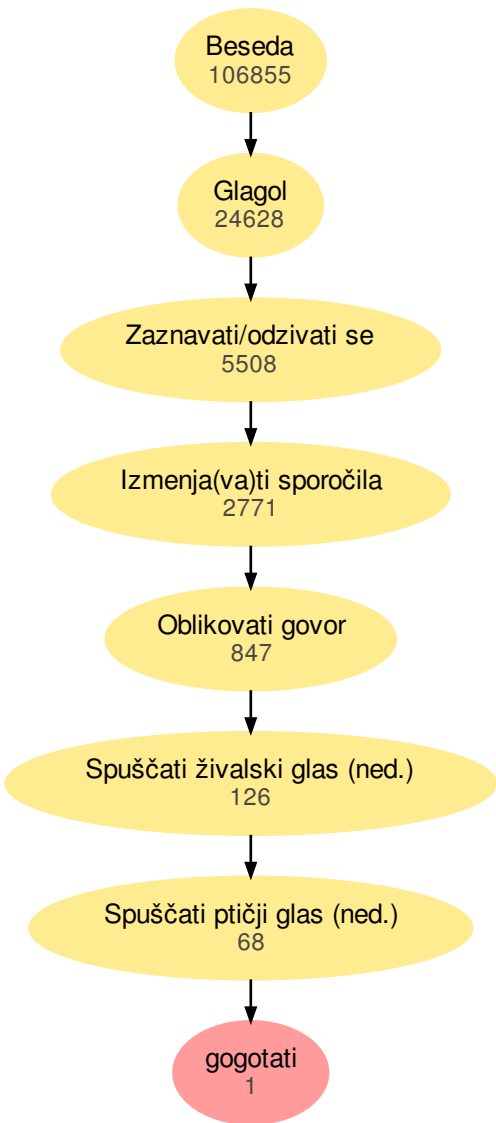 Beseda
106855
Glagol
24628
Zaznavati/odzivati se
5508
Izmenja(va)ti sporočila
2771
Oblikovati govor
847
Spuščati živalski glas (ned.)
126
Spuščati ptičji glas (ned.)
68
gogotati
1